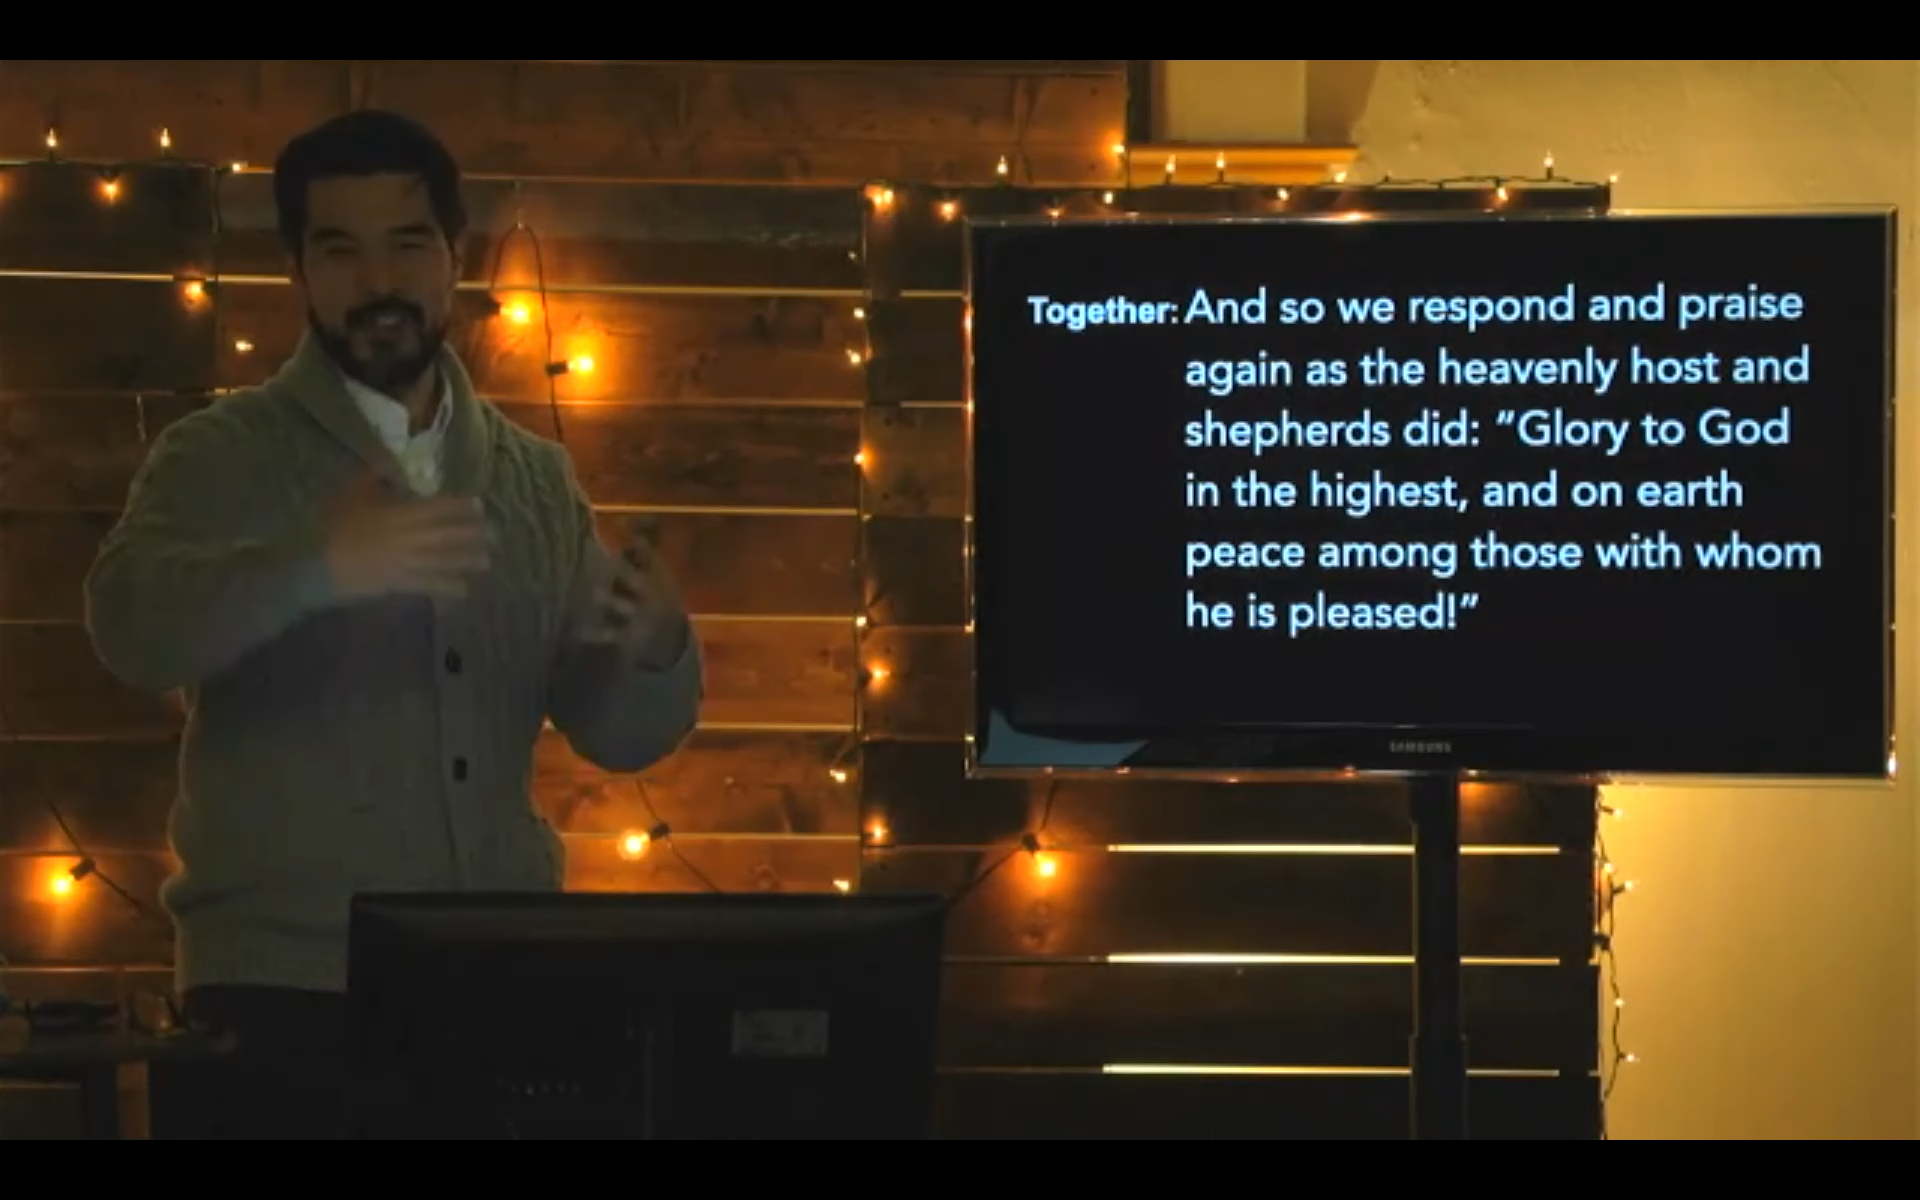 Together: And so we respond and praise
again as the heavenly host and
shepherds did: "Glory to God
in the highest, and on earth
peace among those with whom
he is pleased!"
SAMSUNG